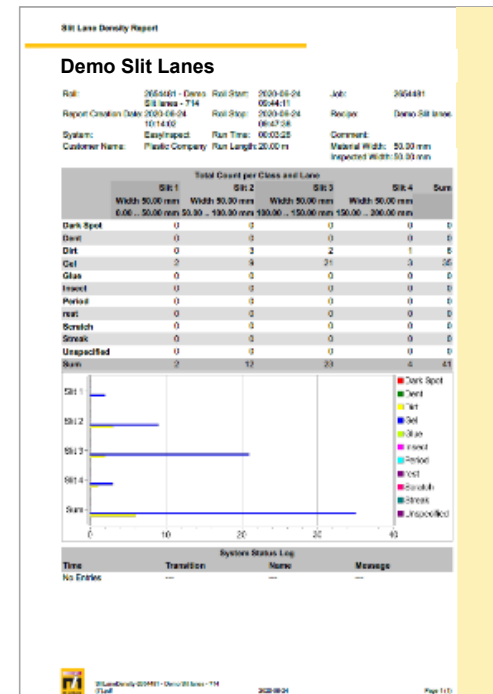 Slit Lane Density Report
Demo Slit Lanes
Roll: 2654481 - Demo Slit lanes - 714 Roll Start: 2020-06-24 09:44:11 Job: 2654481
Report Creation Date: 2020-06-24 10:14:02 Roll Stop: 2020-06-24 09:47:38 Recipe: Demo Slit lanes
System: EasyInspect Run Time: 00:03:26 Comment:
Customer Name: Plastic Company Run Length: 20.00 m Material Width: 50.00 mm
Inspected Width: 50.00 mm
Total Count per Class and Lane
Slit 1 Slit 2 Slit 3 Slit 4 Sum
Width 50.00 mm Width 50.00 mm Width 50.00 mm Width 50.00 mm
0.00 .. 50.00 mm 50.00 .. 100.00 mm 100.00 .. 150.00 mm 150.00 .. 200.00 mm
Dark Spot 0 0 0 0 0
Dent 0 0 0 0 0
Dirt 0 3 2 1 6
Gel 2 9 21 3 35
Glue 0 0 0 0 0
Insect 0 0 0 0 0
Period 0 0 0 0 0
rest 0 0 0 0 0
Scratch 0 0 0 0 0
Streak 0 0 0 0 0
Unspecified 0 0 0 0 0
Sum 2 12 23 4 41
Slit 1
Slit 2
Slit 3
Slit 4
Sum
0 10 20 30 40
Dark Spot
Dent
Dirt
Gel
Glue
Insect
Period
rest
Scratch
Streak
Unspecified
System Status Log
Time Transition Name Message
No Entries --- --- ---
2020-06-24
Page 1(1)